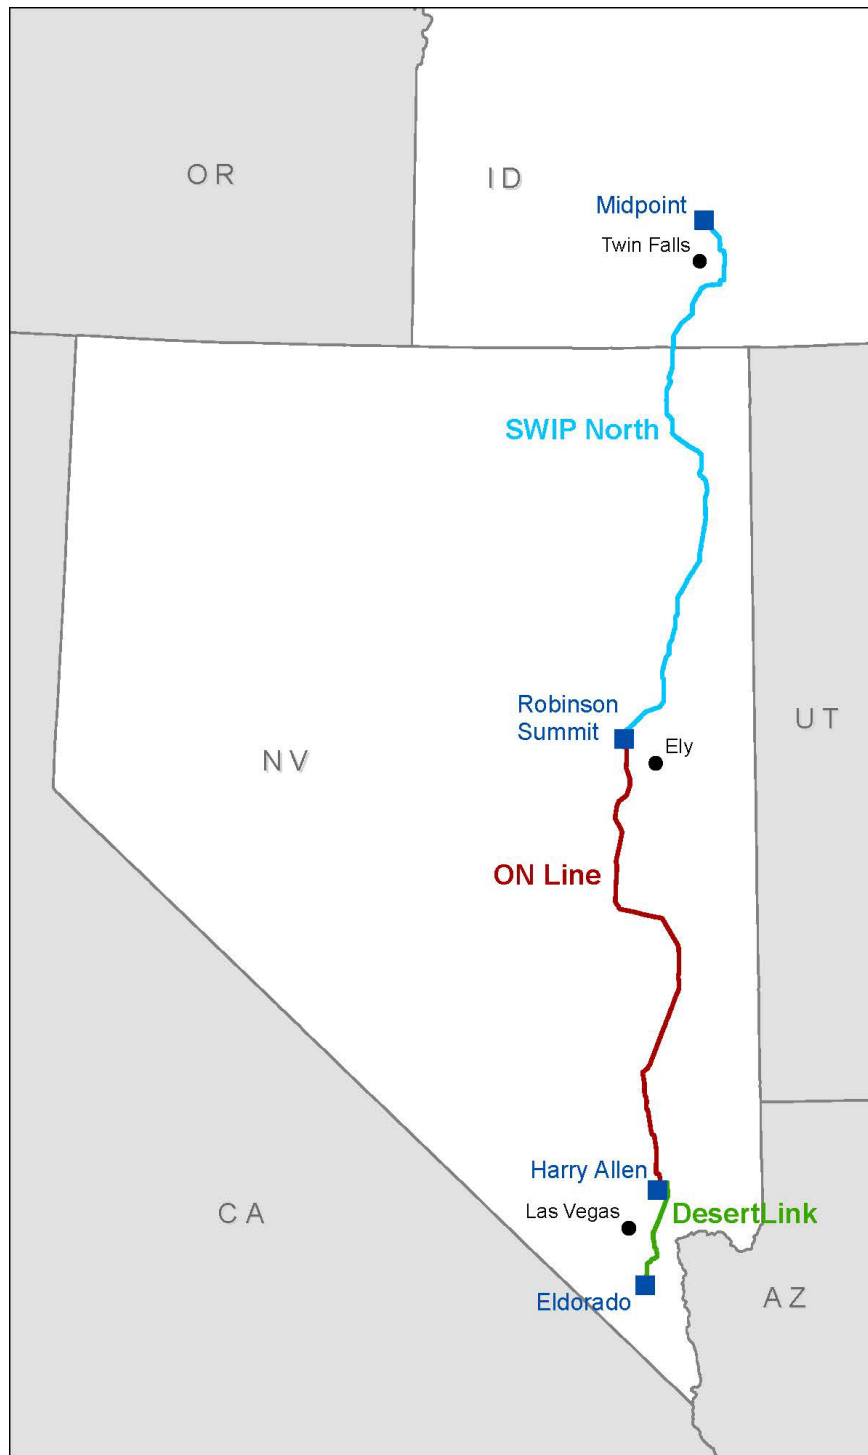 OR
ID
Midpoint
Twin Falls
SWIP North
Robinson
Summit
Ely
UT
NV
ON Line
Harry Allen
Las Vegas
DesertLink
CA
Eldorado
AZ